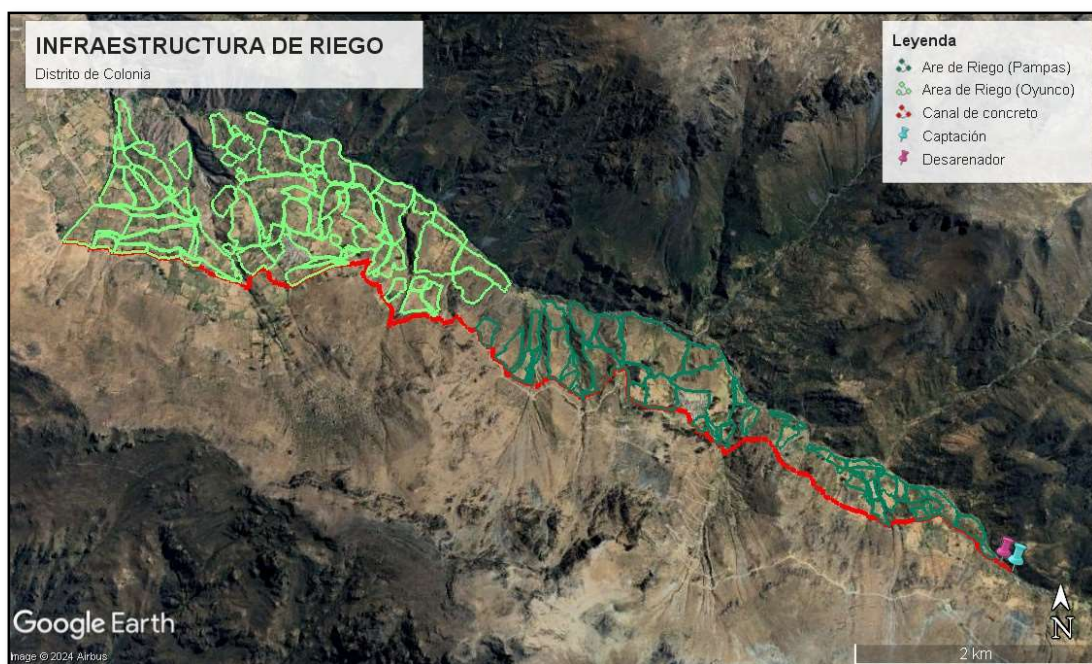 INFRAESTRUCTURA DE RIEGO
Distrito de Colonia
Leyenda
Are de Riego (Pampas)
Area de Riego (Oyunco)
Canal de concreto
Captación
Desarenador
Google Earth
Image © 2024 Airbus
N
2 km